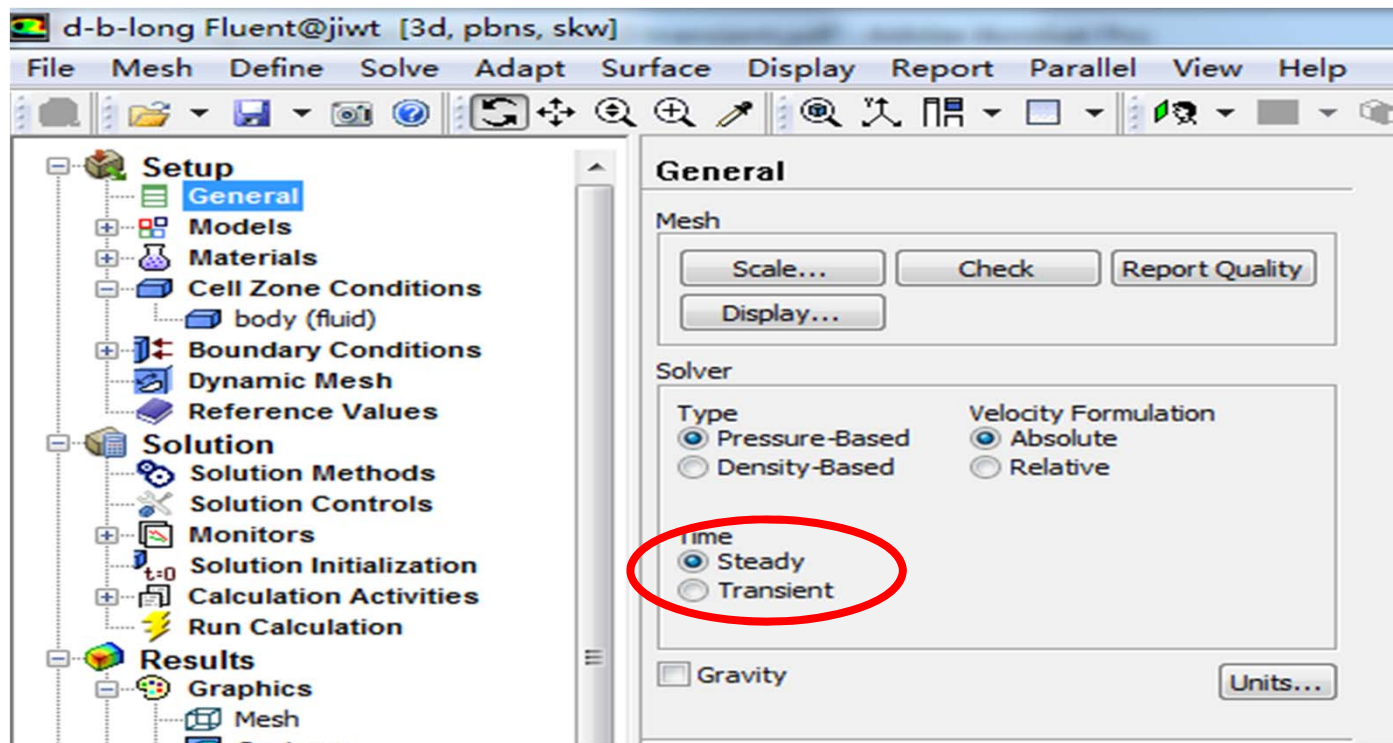 d-b-long Fluent@jiwt [3d, pbns, skw]
File Mesh Define Solve Adapt Surface Display Report Parallel View Help
Setup
General
Models
Materials
Cell Zone Conditions
body (fluid)
Boundary Conditions
Dynamic Mesh
Reference Values
Solution
Solution Methods
Solution Controls
Monitors
t=0 Solution Initialization
Calculation Activities
Run Calculation
Results
Graphics
Mesh
General
Mesh
Scale... Check Report Quality
Display...
Solver
Type Velocity Formulation
Pressure-Based Absolute
Density-Based Relative
Time
Steady
Transient
Gravity Units...